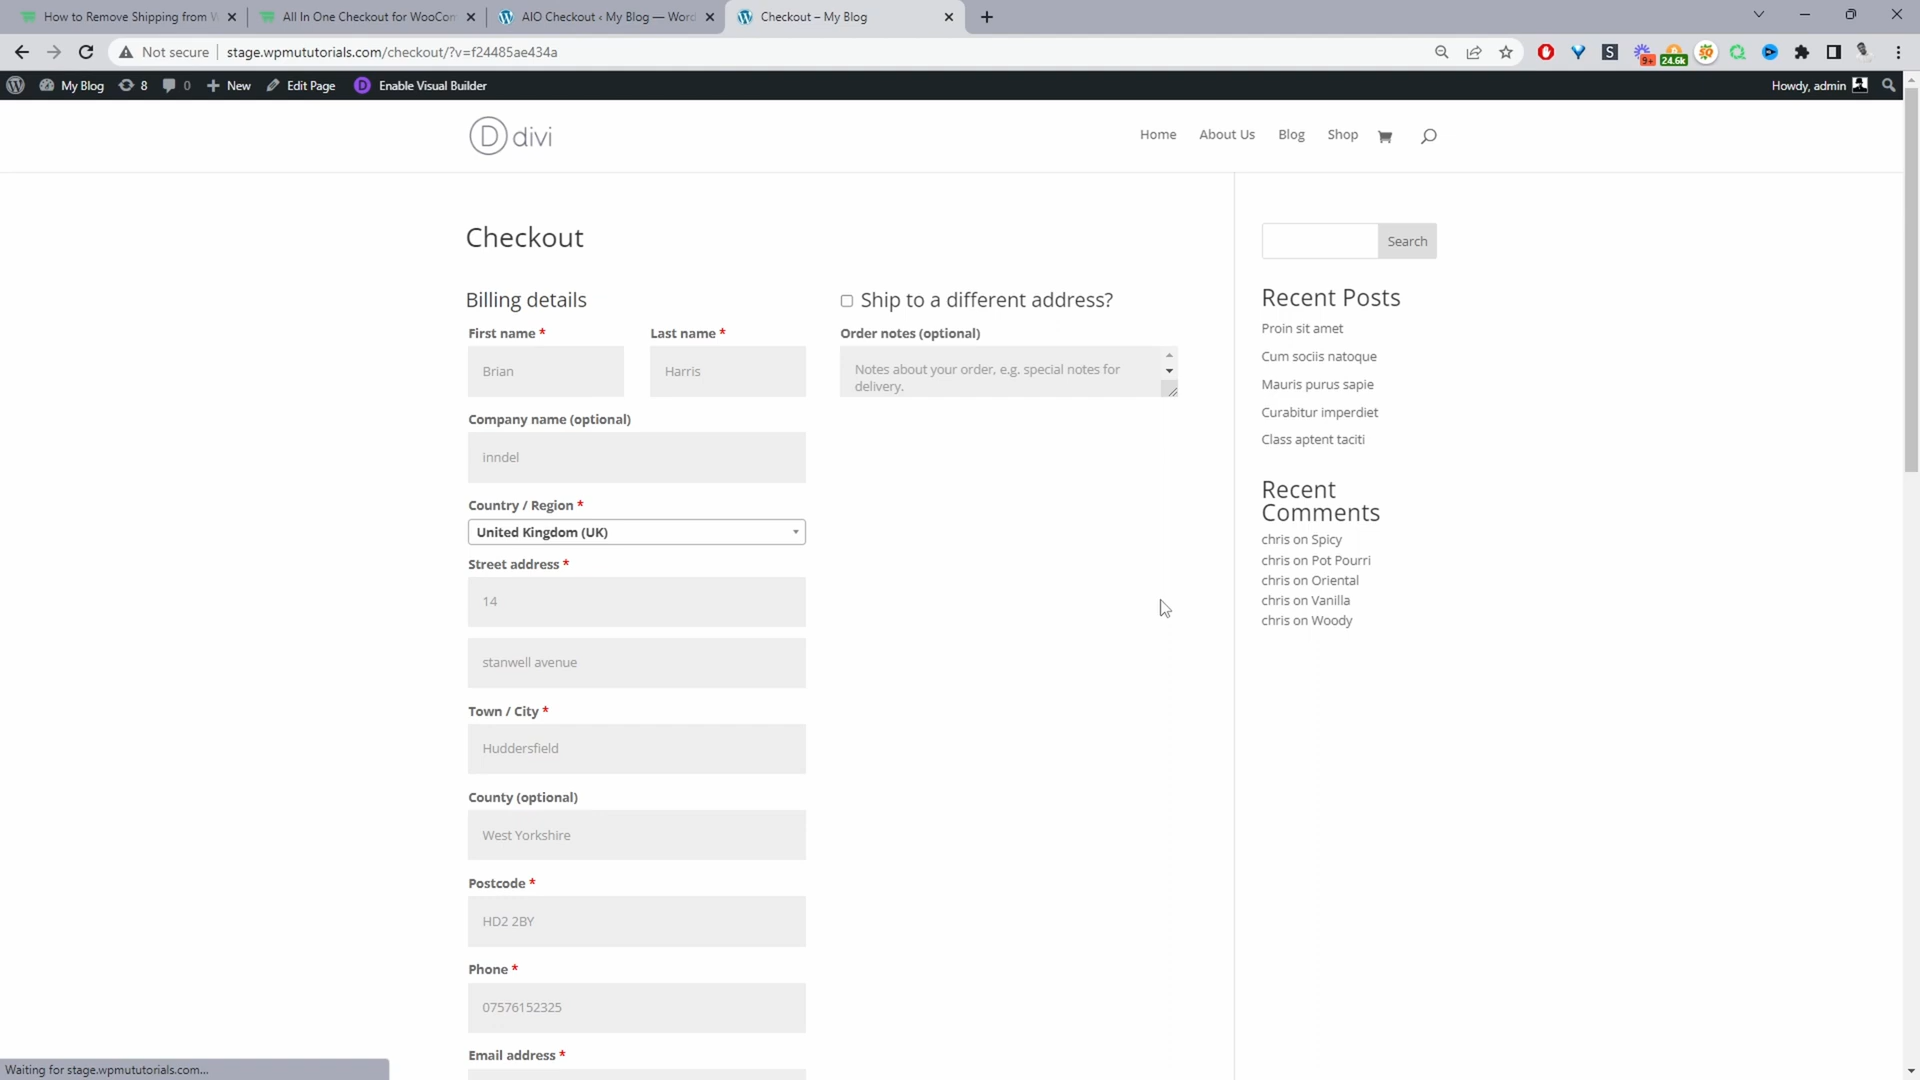 How to Remove Shipping from W
All In One Checkout for WooCom
AIO Checkout ‹ My Blog — Word
Checkout – My Blog
Not secure
stage.wpmututorials.com/checkout/?v=f24485ae434a
9+
24.6k
My Blog
8
0
New
Edit Page
Enable Visual Builder
Howdy, admin
divi
Home
About Us
Blog
Shop
Checkout
Search
Billing details
Ship to a different address?
Recent Posts
First name *
Last name *
Order notes (optional)
Proin sit amet
Brian
Harris
Notes about your order, e.g. special notes for
delivery.
Cum sociis natoque
Mauris purus sapie
Curabitur imperdiet
Class aptent taciti
Company name (optional)
inndel
Recent
Comments
Country / Region *
United Kingdom (UK)
chris on Spicy
chris on Pot Pourri
chris on Oriental
chris on Vanilla
chris on Woody
Street address *
14
stanwell avenue
Town / City *
Huddersfield
County (optional)
West Yorkshire
Postcode *
HD2 2BY
Phone *
07576152325
Email address *
Waiting for stage.wpmututorials.com...